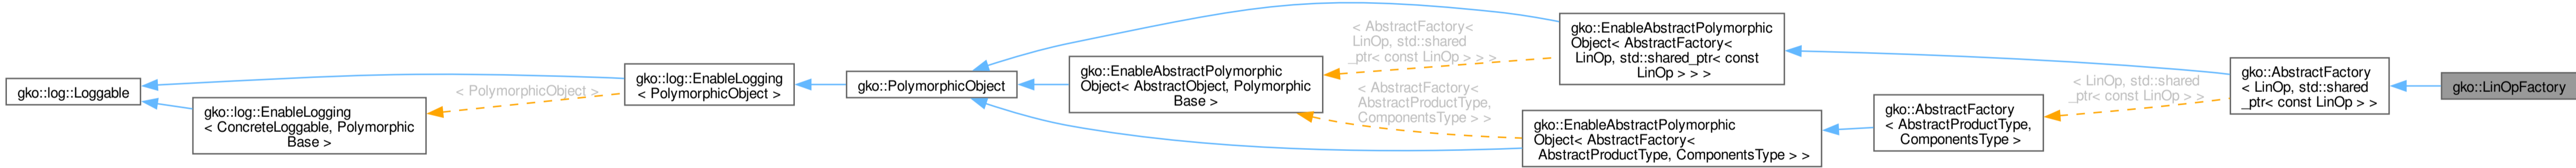 gko::log::Loggable
gko::log::EnableLogging
< ConcreteLoggable, Polymorphic
Base >
< PolymorphicObject >
gko::log::EnableLogging
< PolymorphicObject >
gko::PolymorphicObject
gko::EnableAbstractPolymorphic
Object< AbstractObject, Polymorphic
Base >
< AbstractFactory<
LinOp, std::shared
_ptr< const LinOp > > >
< AbstractFactory<
AbstractProductType,
ComponentsType > >
gko::EnableAbstractPolymorphic
Object< AbstractFactory<
LinOp, std::shared_ptr< const
LinOp > > >
gko::EnableAbstractPolymorphic
Object< AbstractFactory<
AbstractProductType, ComponentsType > >
gko::AbstractFactory
< AbstractProductType,
ComponentsType >
< LinOp, std::shared
_ptr< const LinOp > >
gko::AbstractFactory
< LinOp, std::shared
_ptr< const LinOp > >
gko::LinOpFactory